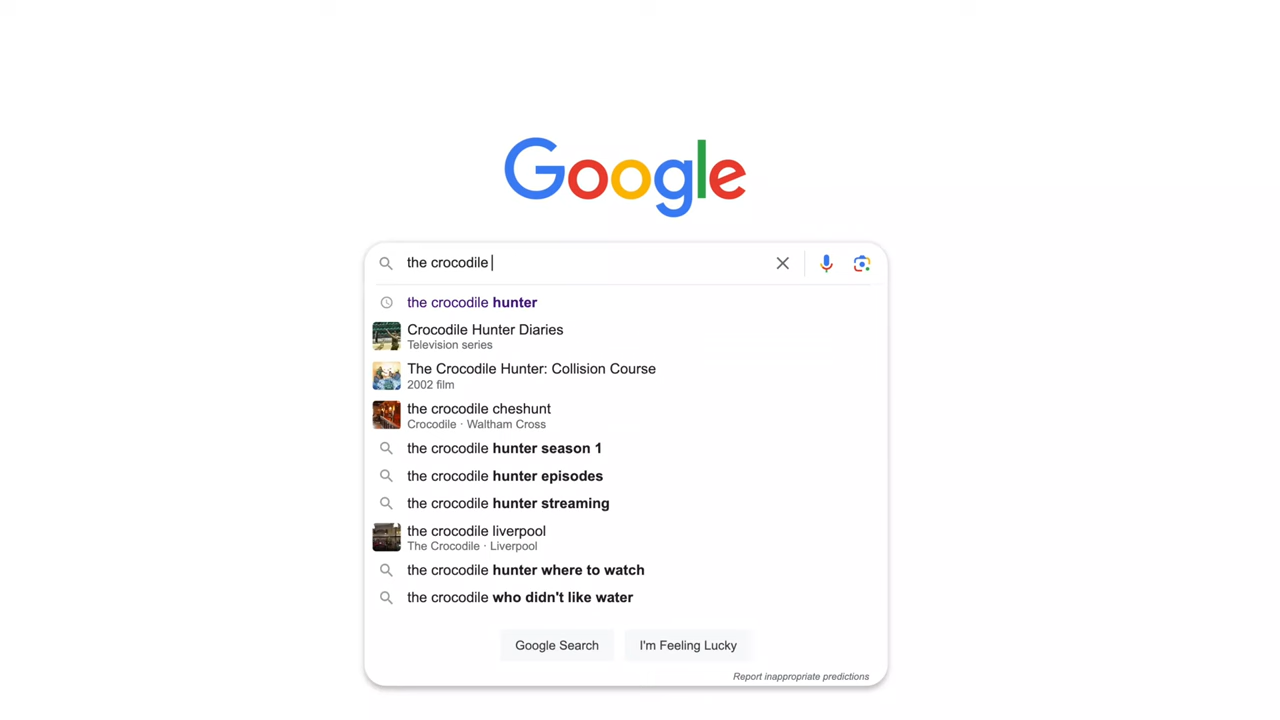 Google
the crocodile
the crocodile hunter
Crocodile Hunter Diaries
Television series
The Crocodile Hunter: Collision Course
2002 film
the crocodile cheshunt
Crocodile · Waltham Cross
the crocodile hunter season 1
the crocodile hunter episodes
the crocodile hunter streaming
the crocodile liverpool
The Crocodile · Liverpool
the crocodile hunter where to watch
the crocodile who didn't like water
Google Search
I'm Feeling Lucky
Report inappropriate predictions